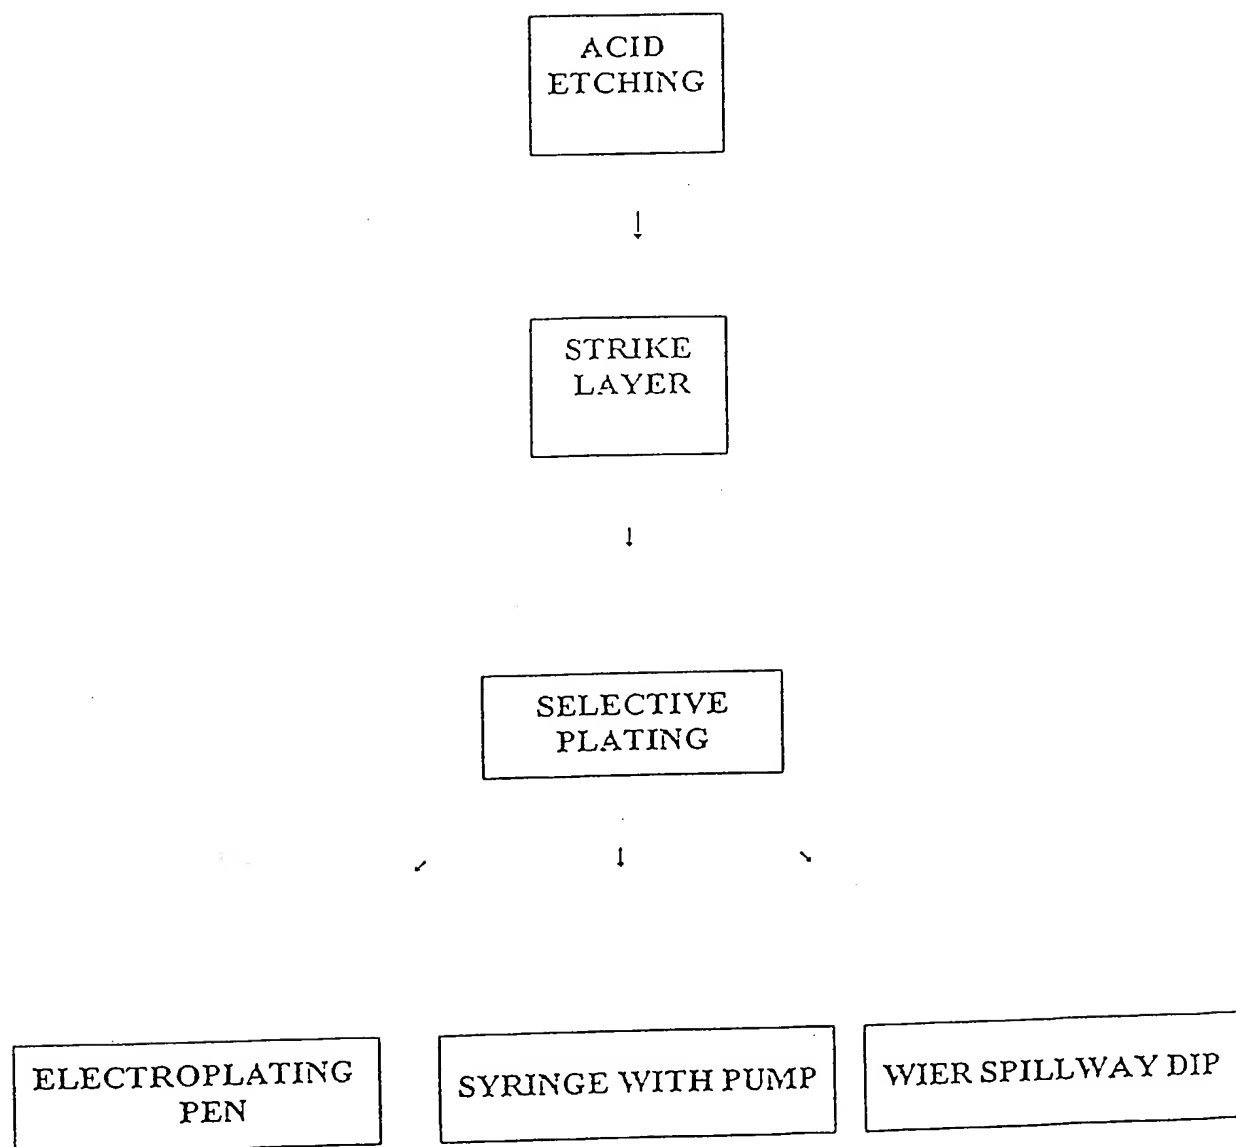 ACID
ETCHING
STRIKE
LAYER
SELECTIVE
PLATING
ELECTROPLATING
PEN
SYRINGE WITH PUMP
WIER SPILLWAY DIP